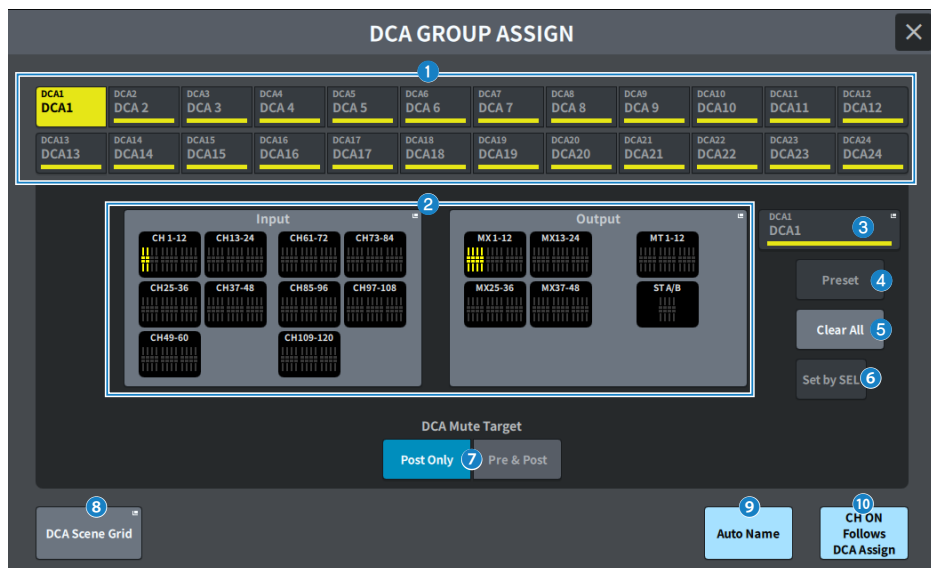 DCA GROUP ASSIGN
1
DCA1 DCA2 DCA3 DCA4 DCA5 DCA6 DCA7 DCA8 DCA9 DCA10 DCA11 DCA12
DCA1 DCA 2 DCA 3 DCA 4 DCA 5 DCA 6 DCA 7 DCA 8 DCA 9 DCA10 DCA11 DCA12
DCA13 DCA14 DCA15 DCA16 DCA17 DCA18 DCA19 DCA20 DCA21 DCA22 DCA23 DCA24
DCA13 DCA14 DCA15 DCA16 DCA17 DCA18 DCA19 DCA20 DCA21 DCA22 DCA23 DCA24
2
Input Output
CH 1-12 CH13-24 CH61-72 CH73-84 MX 1-12 MX13-24 MT 1-12
CH25-36 CH37-48 CH85-96 CH97-108 MX25-36 MX37-48 ST A/B
CH49-60 CH109-120
DCA1
DCA1 3
Preset 4
Clear All 5
Set by SEL 6
DCA Mute Target
Post Only 7 Pre & Post
8
DCA Scene Grid
9
Auto Name
10
CH ON
Follows
DCA Assign